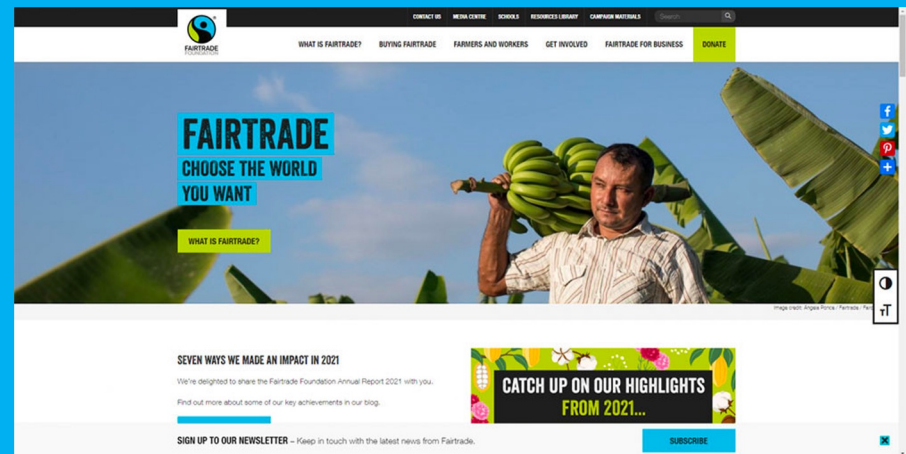 CONTACT US MEDIA CENTRE SCHOOLS RESOURCES LIBRARY CAMPAIGN MATERIALS Search
FAIRTRADE
FOUNDATION
WHAT IS FAIRTRADE? BUYING FAIRTRADE FARMERS AND WORKERS GET INVOLVED FAIRTRADE FOR BUSINESS DONATE
FAIRTRADE
CHOOSE THE WORLD
YOU WANT
WHAT IS FAIRTRADE?
Image credit:
SEVEN WAYS WE MADE AN IMPACT IN 2021
We're delighted to share the Fairtrade Foundation Annual Report 2021 with you.
Find out more about some of our key achievements in our blog.
CATCH UP ON OUR HIGHLIGHTS
FROM 2021...
SIGN UP TO OUR NEWSLETTER – Keep in touch with the latest news from Fairtrade.
SUBSCRIBE